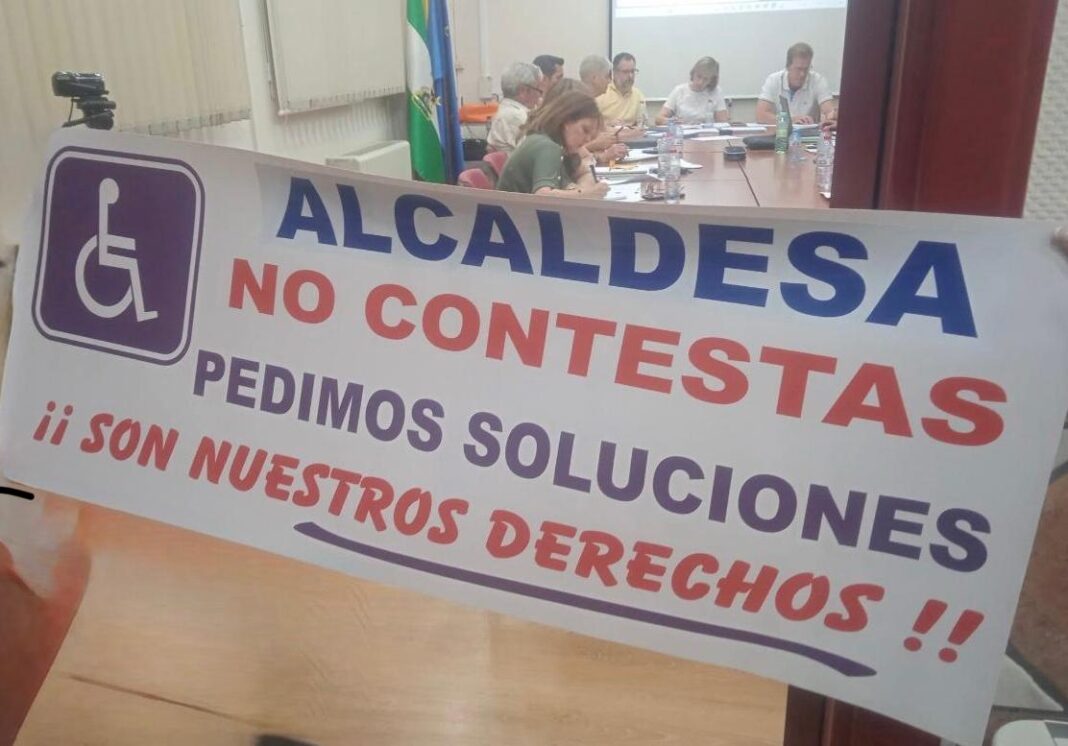 ALCALDESA
NO CONTESTAS
PEDIMOS SOLUCIONES
¡¡ SON NUESTROS DERECHOS !!